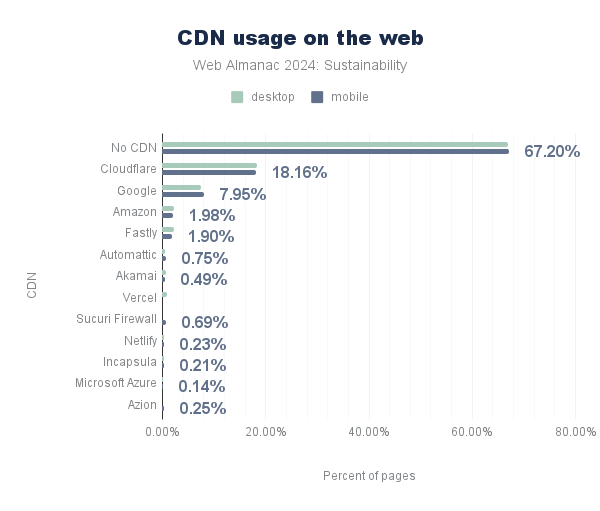 CDN usage on the web
Web Almanac 2024: Sustainability
desktop mobile
No CDN 67.20%
Cloudflare 18.16%
Google 7.95%
Amazon 1.98%
Fastly 1.90%
Automattic 0.75%
Akamai 0.49%
Vercel
Sucuri Firewall 0.69%
Netlify 0.23%
Incapsula 0.21%
Microsoft Azure 0.14%
Azion 0.25%
CDN
0.00% 20.00% 40.00% 60.00% 80.00%
Percent of pages